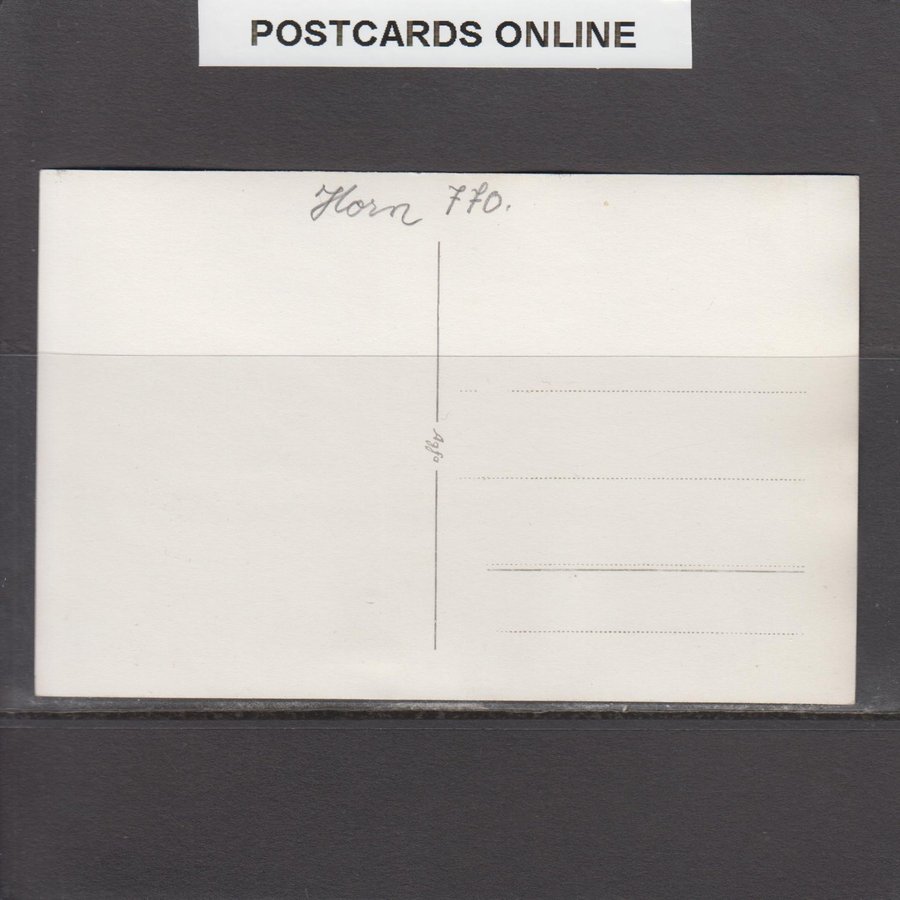 POSTCARDS ONLINE
Horn 770.
Agfa